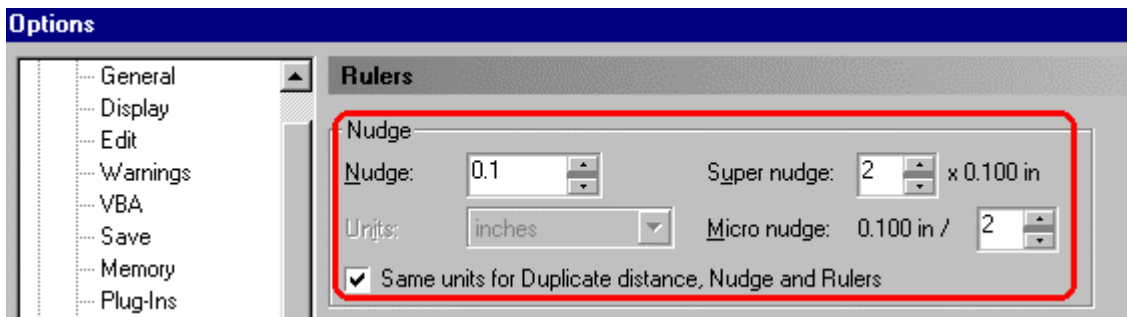 Options
General
Display
Edit
Warnings
VBA
Save
Memory
Plug-Ins
Rulers
Nudge
Nudge: 0.1 Super nudge: 2 x 0.100 in
Units: inches Micro nudge: 0.100 in / 2
Same units for Duplicate distance, Nudge and Rulers